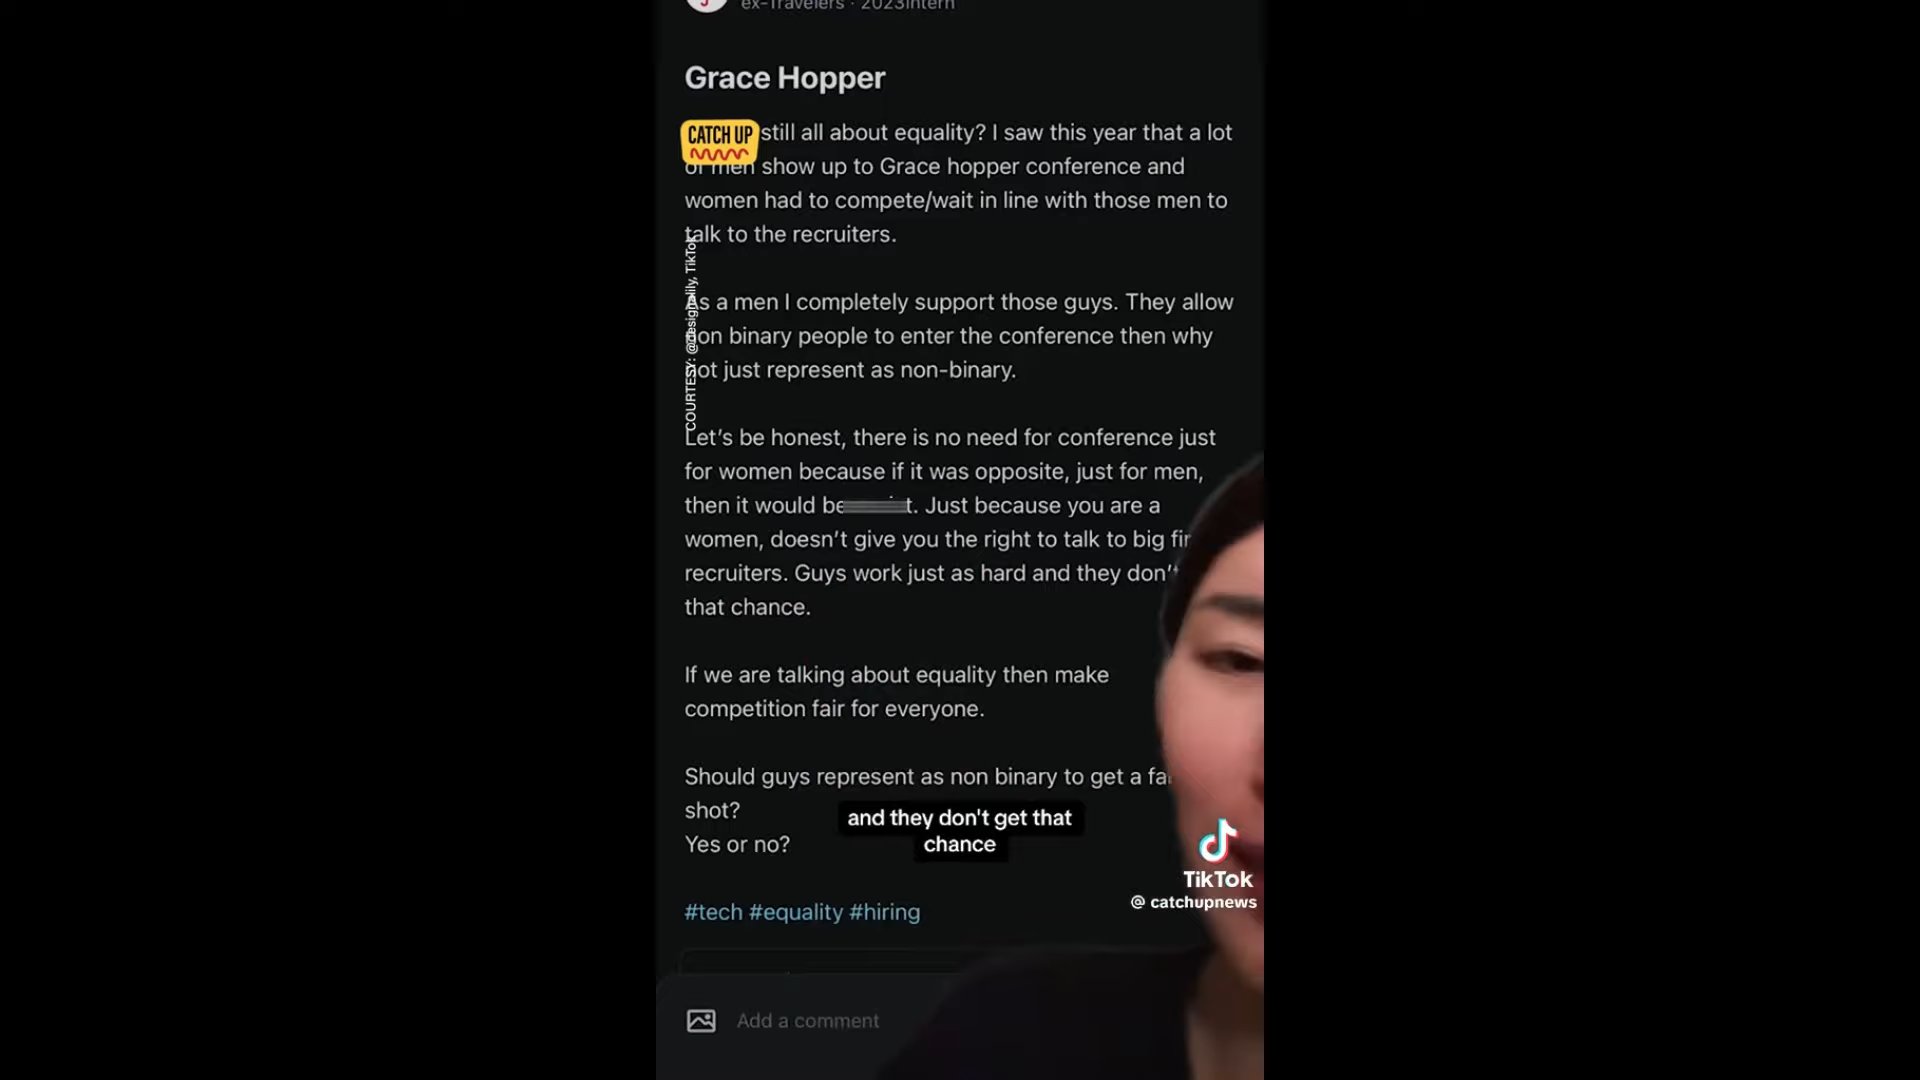 ex-Travelers · 2023intern
Grace Hopper
CATCH UP
still all about equality? I saw this year that a lot
of men show up to Grace hopper conference and
women had to compete/wait in line with those men to
talk to the recruiters.
COURTESY: @designalily, TikTok
As a men I completely support those guys. They allow
non binary people to enter the conference then why
not just represent as non-binary.
Let's be honest, there is no need for conference just
for women because if it was opposite, just for men,
then it would be t. Just because you are a
women, doesn't give you the right to talk to big
recruiters. Guys work just as hard and they don't
that chance.
If we are talking about equality then make
competition fair for everyone.
Should guys represent as non binary to get a
shot?
Yes or no?
and they don't get that
chance
#tech #equality #hiring
TikTok
@ catchupnews
Add a comment